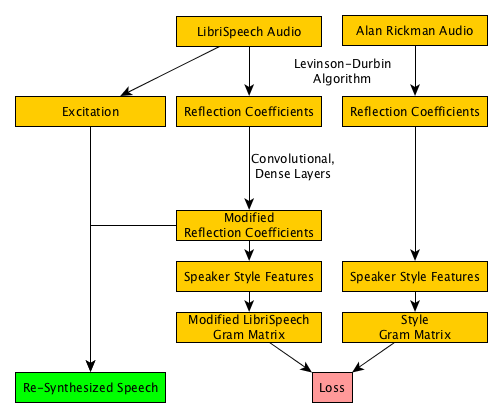 LibriSpeech Audio
Alan Rickman Audio
Levinson-Durbin
Algorithm
Excitation
Reflection Coefficients
Reflection Coefficients
Convolutional,
Dense Layers
Modified
Reflection Coefficients
Speaker Style Features
Speaker Style Features
Modified LibriSpeech
Gram Matrix
Style
Gram Matrix
Re-Synthesized Speech
Loss